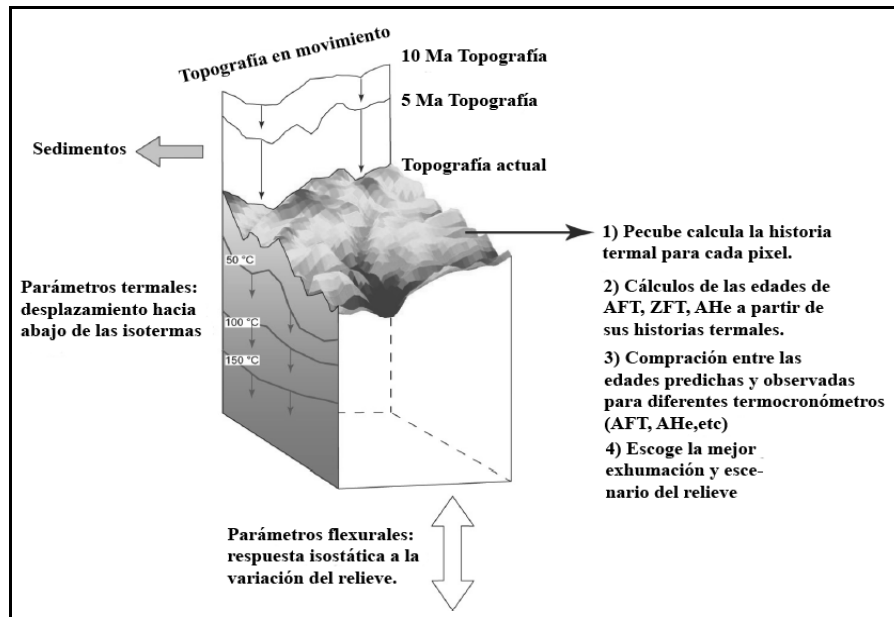 Topografía en movimiento
10 Ma Topografía
5 Ma Topografía
Sedimentos
Topografía actual
1) Pecube calcula la historia
termal para cada pixel.
50 °C
Parámetros termales:
desplazamiento hacia
abajo de las isotermas
2) Cálculos de las edades de
AFT, ZFT, AHe a partir de
sus historias termales.
100 °C
150 °C
3) Compración entre las
edades predichas y observadas
para diferentes termocronómetros
(AFT, AHe,etc)
4) Escoge la mejor
exhumación y esce-
nario del relieve
Parámetros flexurales:
respuesta isostática a la
variación del relieve.